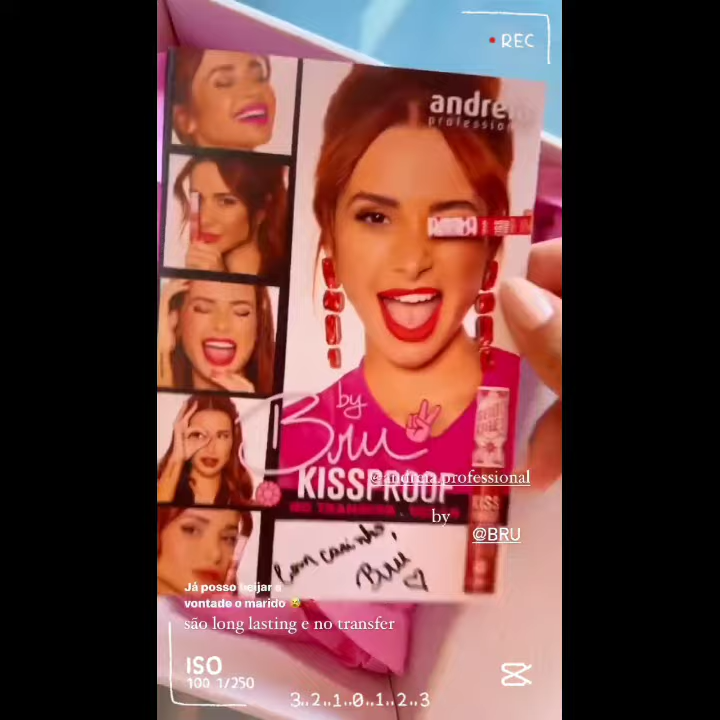 REC
andreia
professional
by
Bru
KISSPROOF
@andreia.professional
by
@BRU
KISS
Com carinho,
Bru
Já posso beijar à
vontade o marido 😂
são long lasting e no transfer
ISO
100 1/250
3..2..1..0..1..2..3